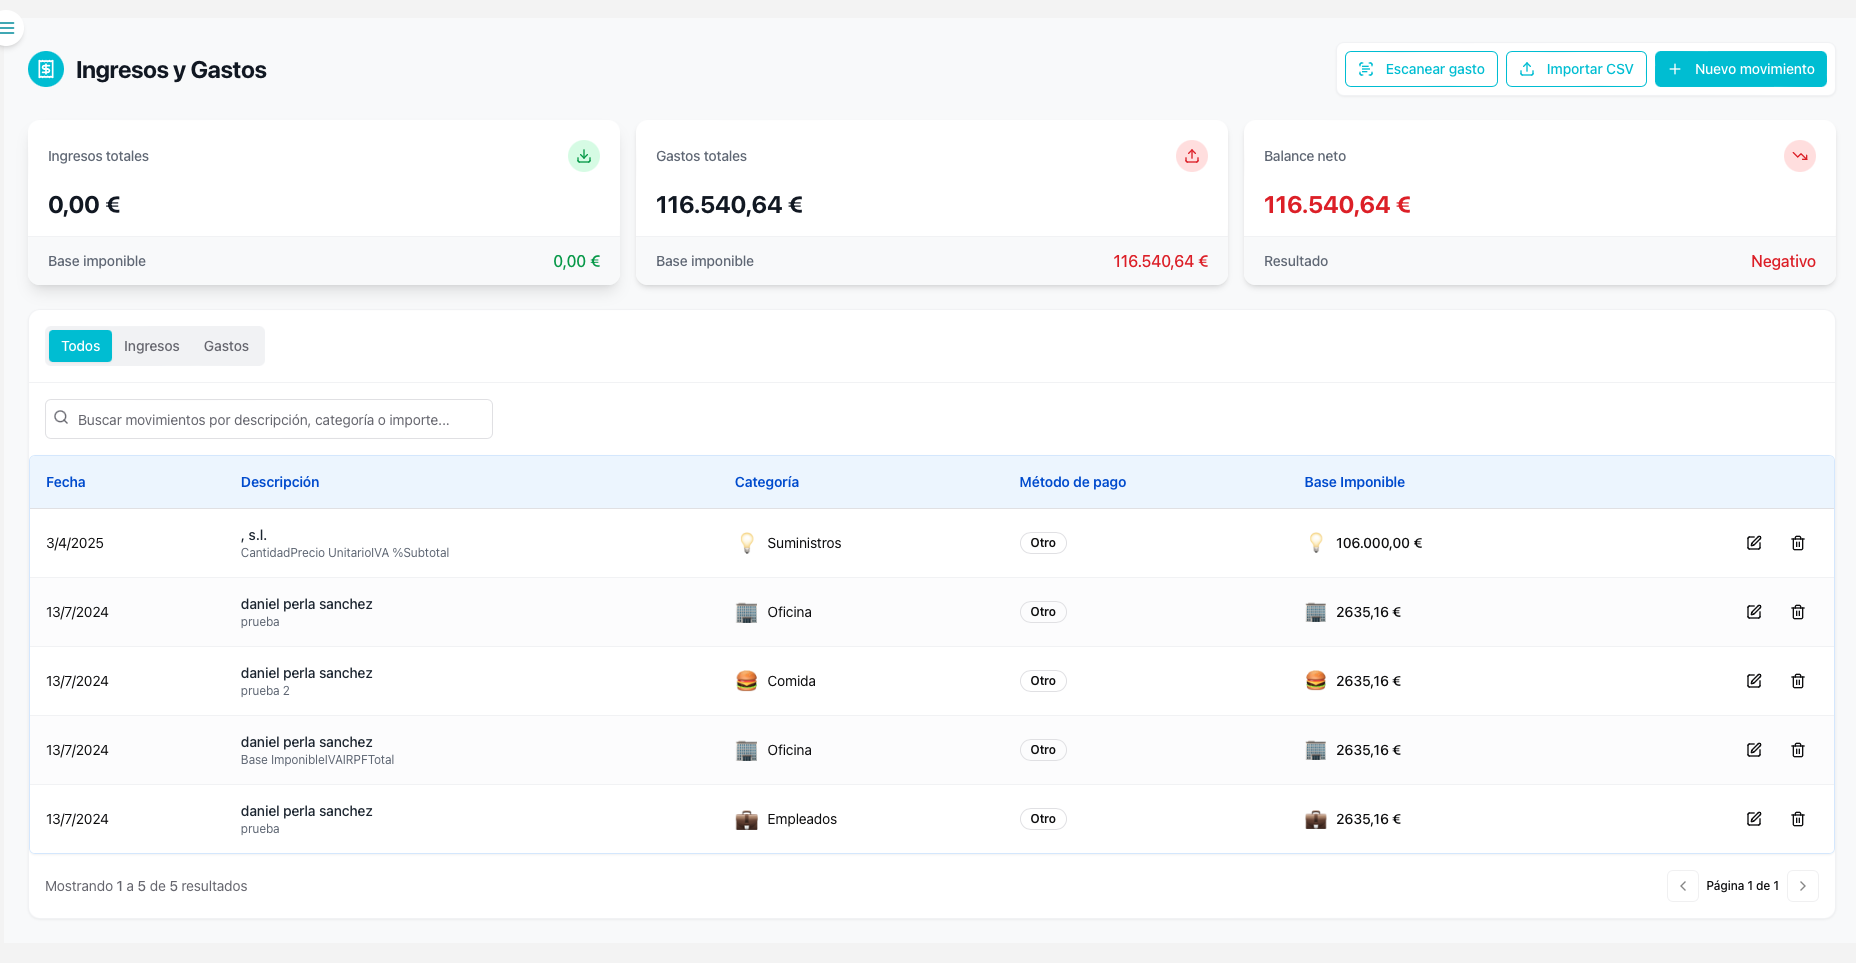 Ingresos y Gastos
Escanear gasto
Importar CSV
Nuevo movimiento
Ingresos totales
0,00 €
Base imponible 0,00 €
Gastos totales
116.540,64 €
Base imponible 116.540,64 €
Balance neto
116.540,64 €
Resultado Negativo
Todos Ingresos Gastos
Buscar movimientos por descripción, categoría o importe...
Fecha Descripción Categoría Método de pago Base Imponible
3/4/2025 , s.l. Suministros Otro 106.000,00 €
CantidadPrecio UnitarioIVA %Subtotal
13/7/2024 daniel perla sanchez Oficina Otro 2635,16 €
prueba
13/7/2024 daniel perla sanchez Comida Otro 2635,16 €
prueba 2
13/7/2024 daniel perla sanchez Oficina Otro 2635,16 €
Base ImponibleIVAIRPFTotal
13/7/2024 daniel perla sanchez Empleados Otro 2635,16 €
prueba
Mostrando 1 a 5 de 5 resultados
Página 1 de 1